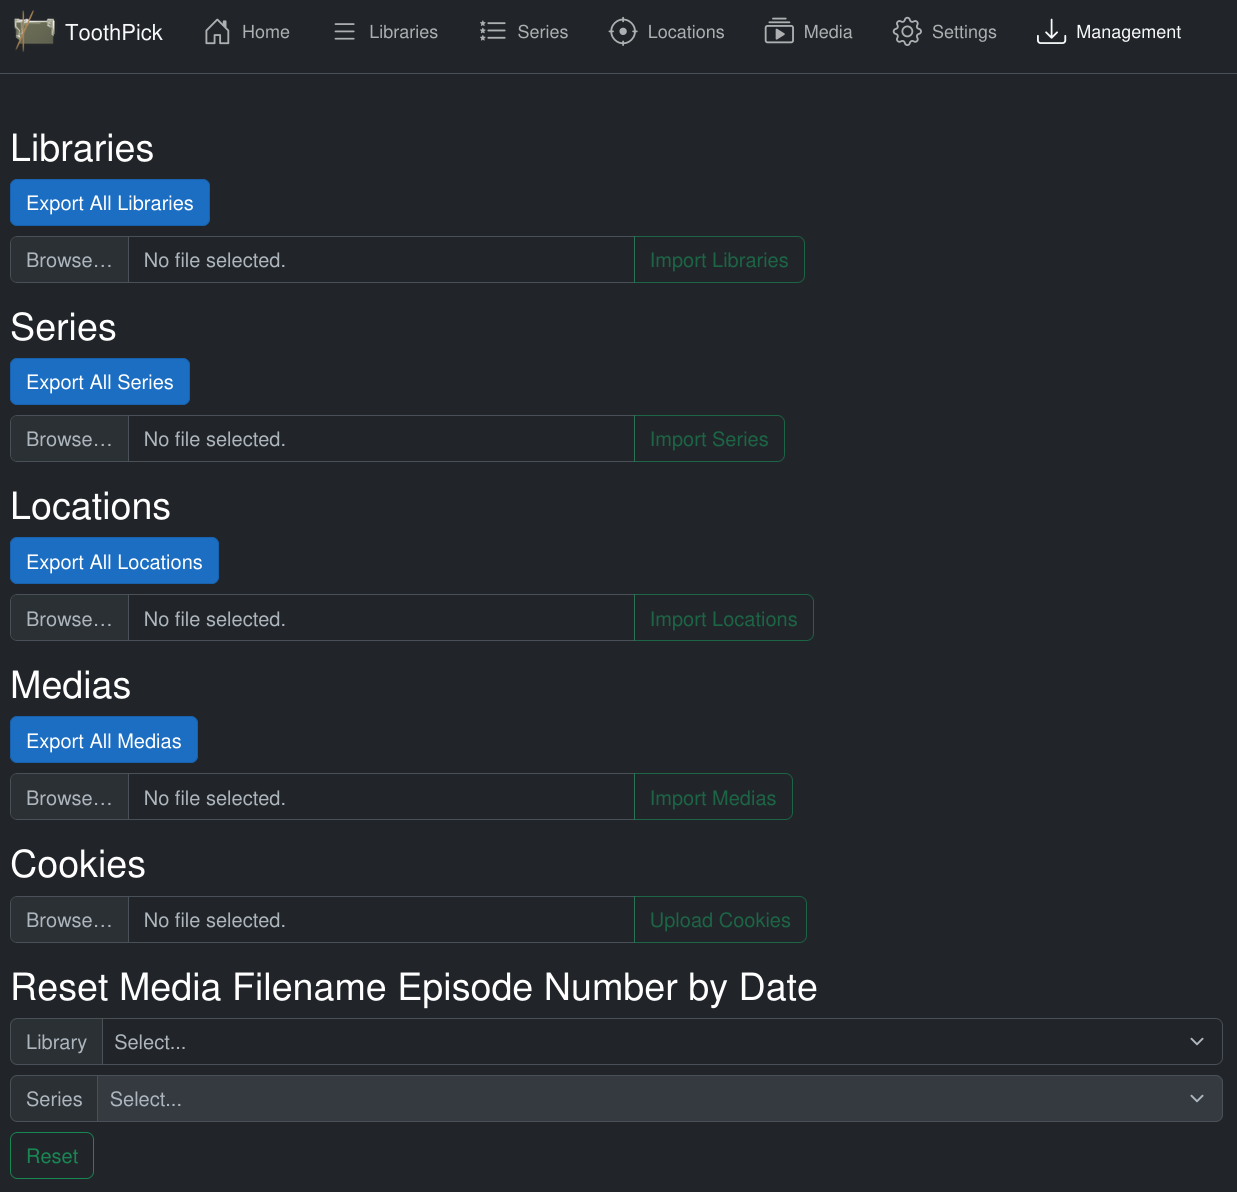 ToothPick Home Libraries Series Locations Media Settings Management
Libraries
Export All Libraries
Browse... No file selected. Import Libraries
Series
Export All Series
Browse... No file selected. Import Series
Locations
Export All Locations
Browse... No file selected. Import Locations
Medias
Export All Medias
Browse... No file selected. Import Medias
Cookies
Browse... No file selected. Upload Cookies
Reset Media Filename Episode Number by Date
Library Select...
Series Select...
Reset